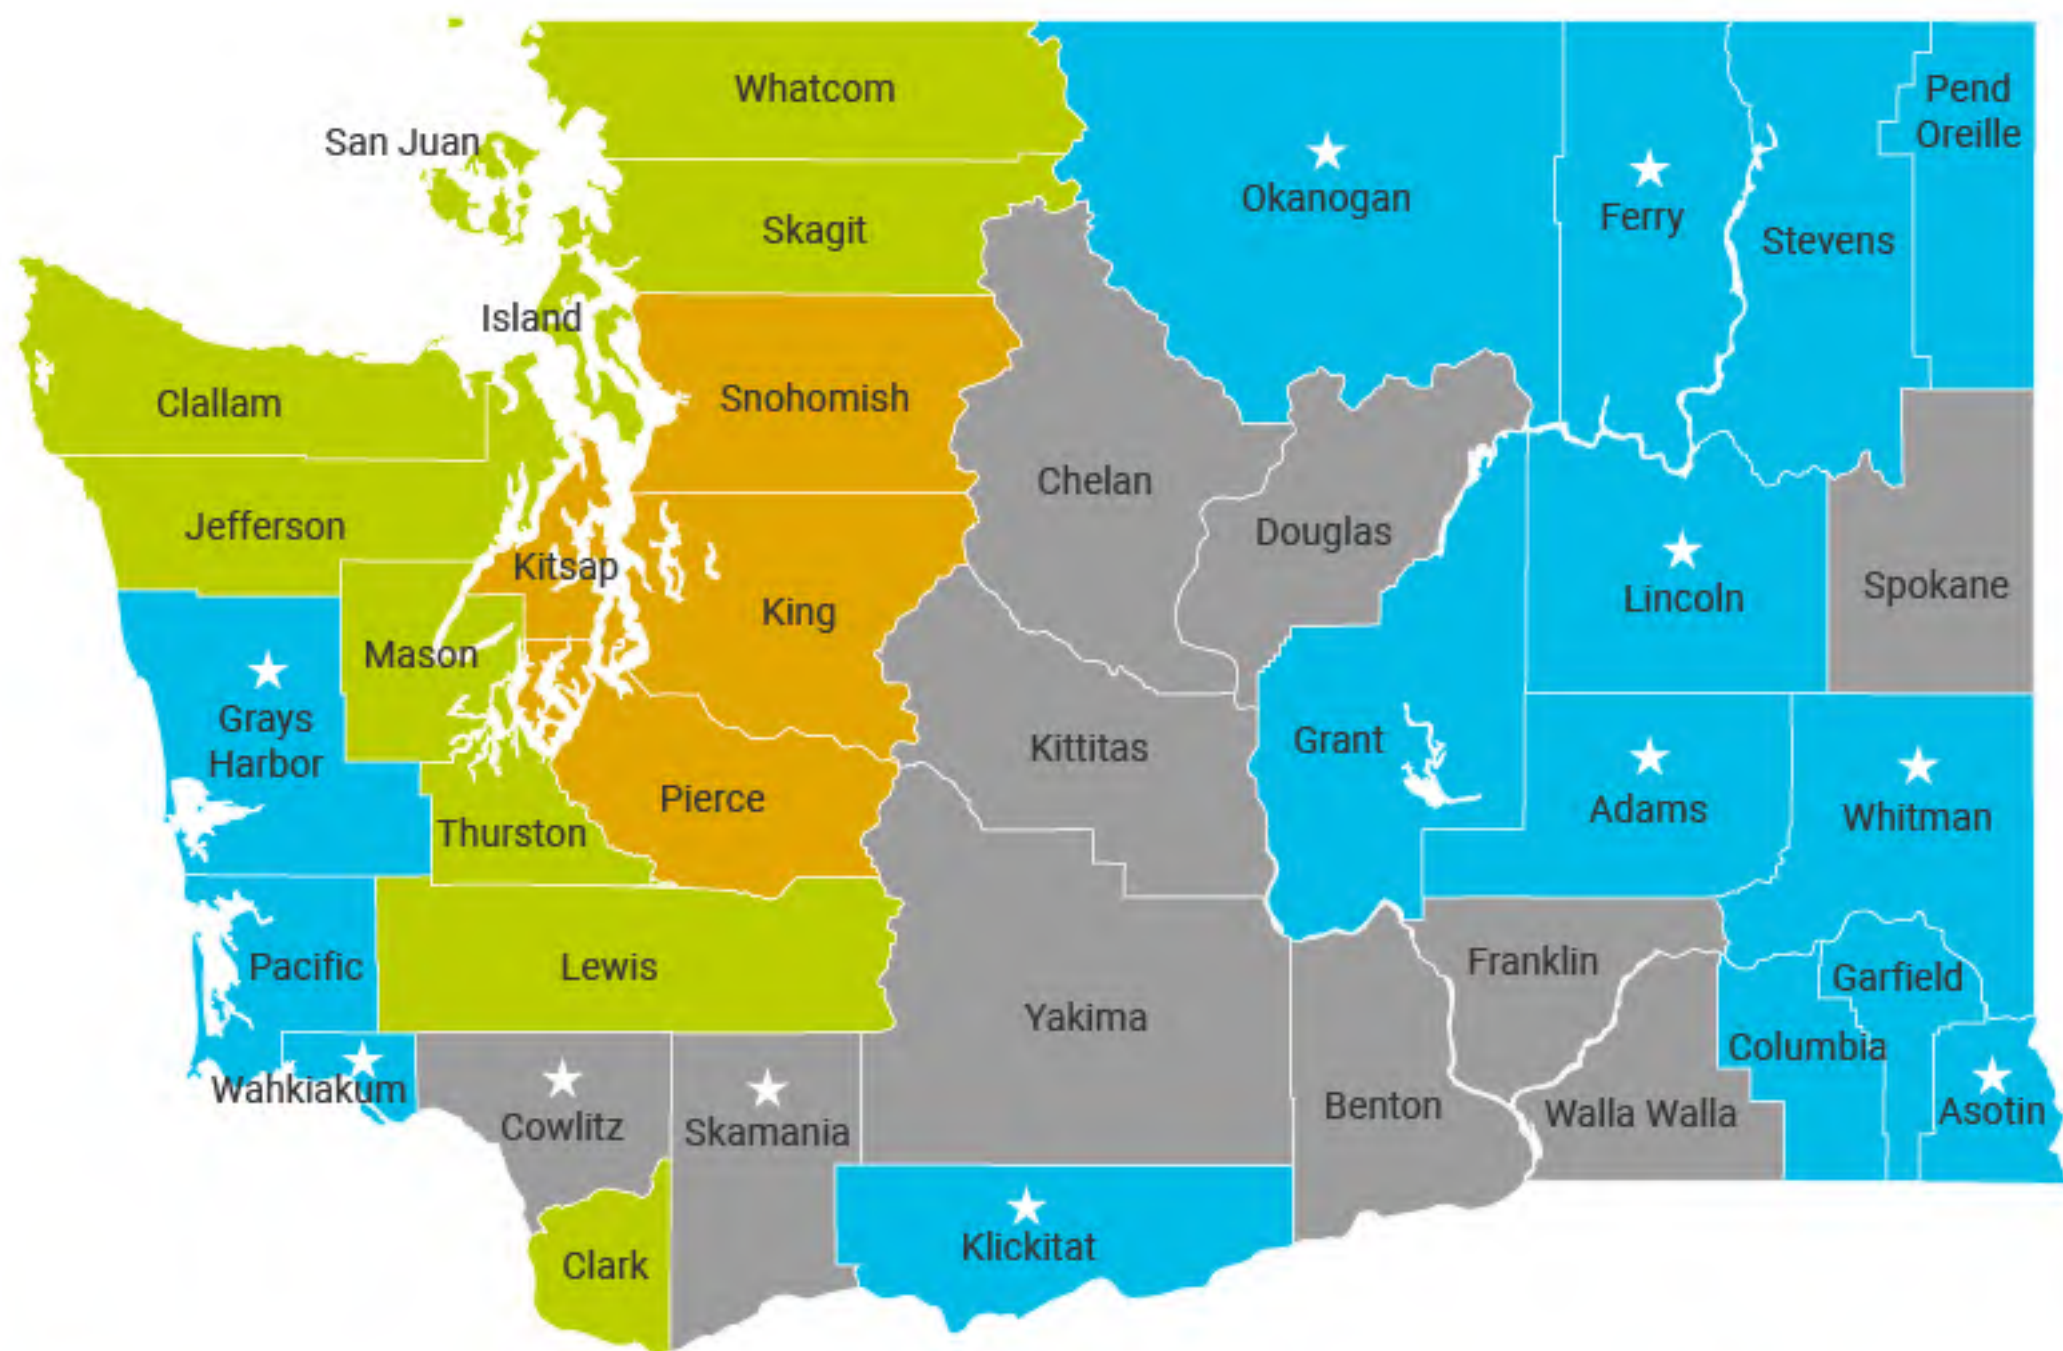 Whatcom
Pend
Oreille
San Juan
Okanogan
Ferry
Skagit
Stevens
Island
Snohomish
Clallam
Chelan
Jefferson
Douglas
Kitsap
Spokane
Lincoln
King
Mason
Grays
Harbor
Grant
Kittitas
Pierce
Adams
Whitman
Thurston
Franklin
Pacific
Lewis
Garfield
Yakima
Columbia
Wahkiakum
Benton
Asotin
Walla Walla
Cowlitz
Skamania
Klickitat
Clark